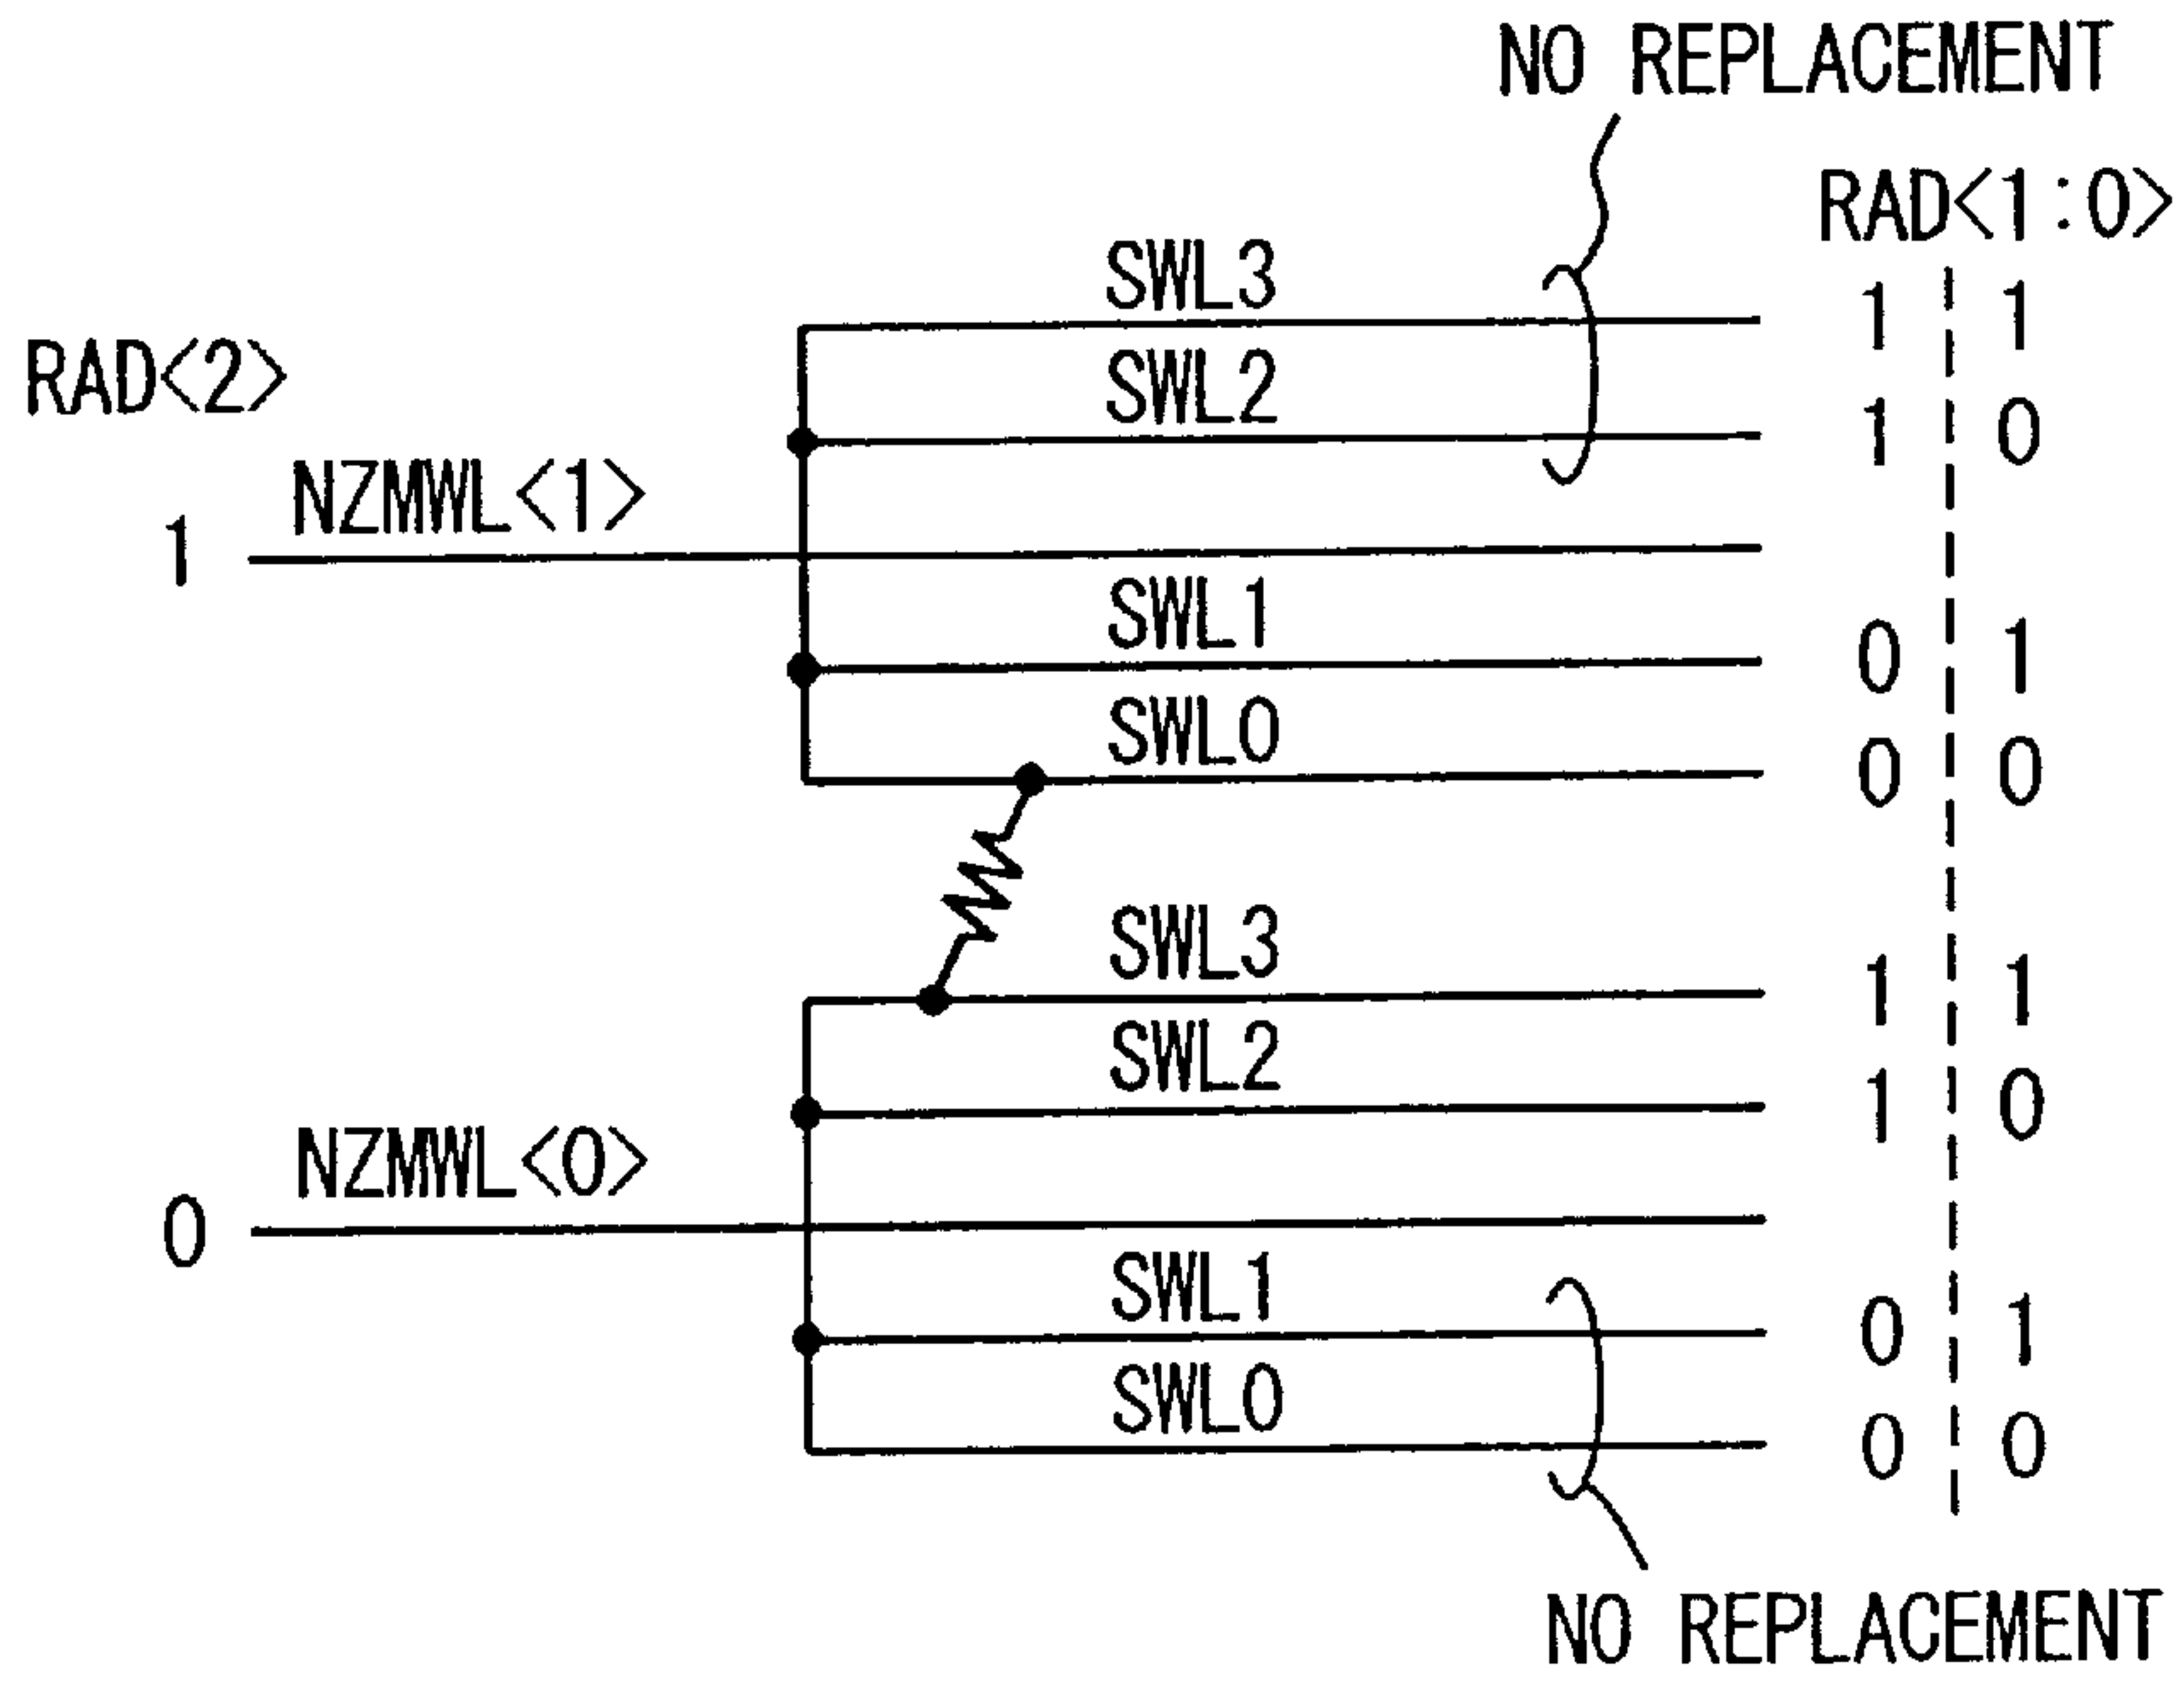 NO REPLACEMENT
RAD<1:0>
SWL3 1 1
RAD<2>
SWL2 1 0
NZMWL<1>
1
SWL1 0 1
SWL0 0 0
SWL3 1 1
SWL2 1 0
NZMWL<0>
0
SWL1 0 1
SWL0 0 0
NO REPLACEMENT